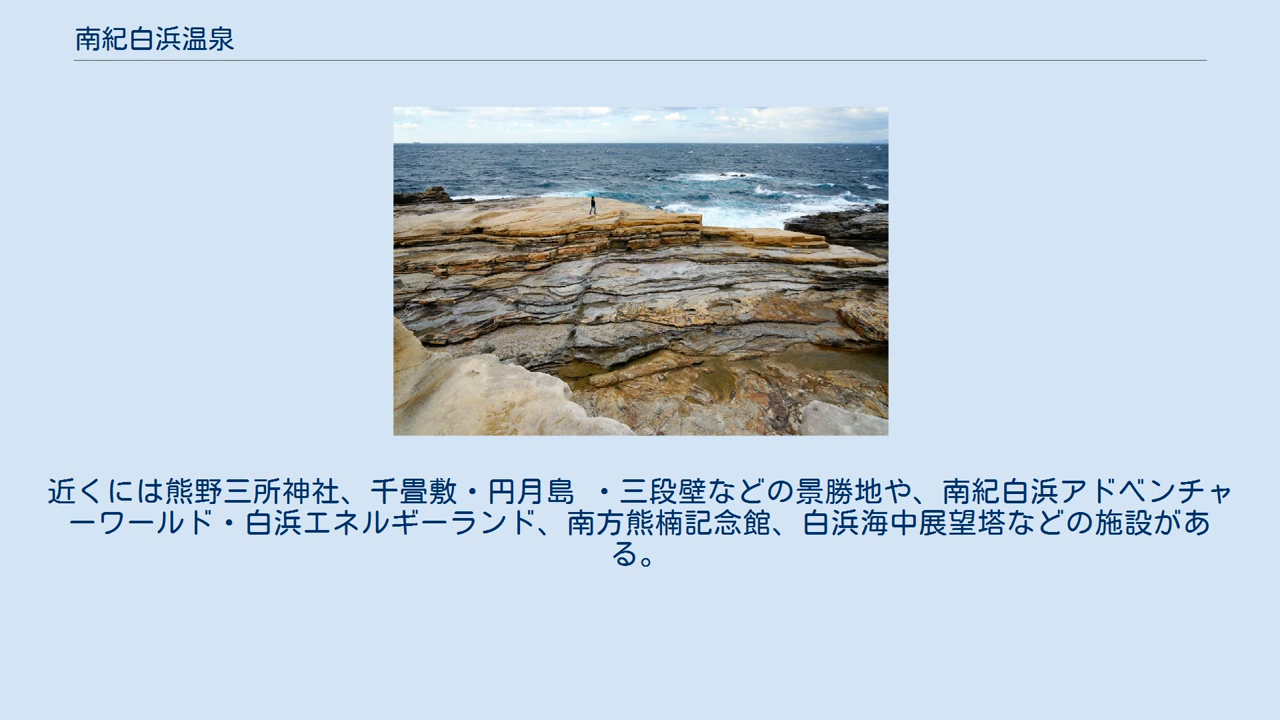 南紀白浜温泉
近くには熊野三所神社、千畳敷・円月島 ・三段壁などの景勝地や、南紀白浜アドベンチャ
ーワールド・白浜エネルギーランド、南方熊楠記念館、白浜海中展望塔などの施設があ
る。